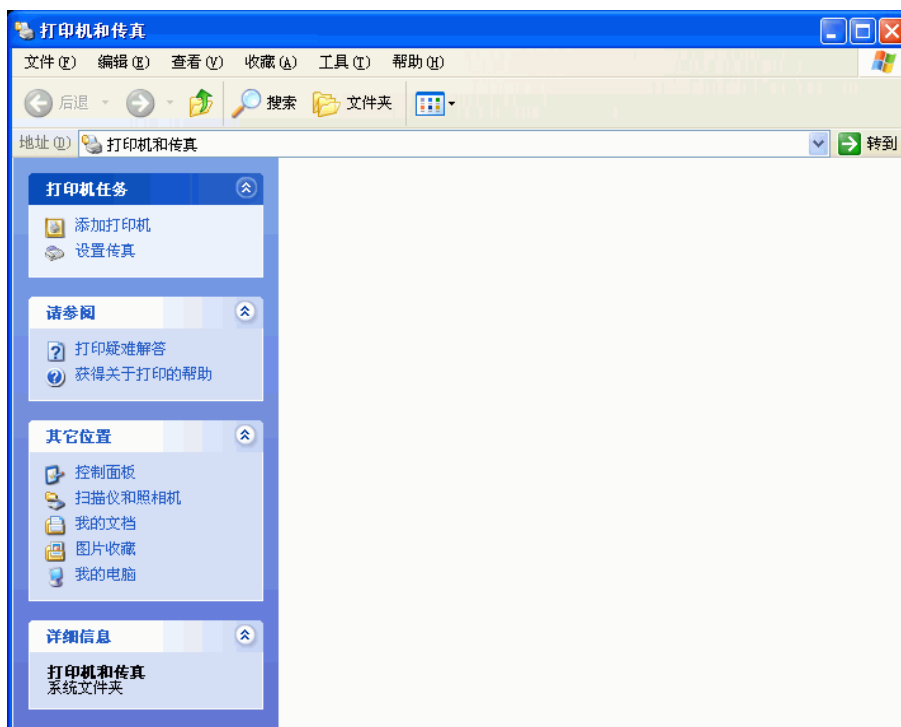 打印机和传真
文件(F) 编辑(E) 查看(V) 收藏(A) 工具(T) 帮助(H)
后退 搜索 文件夹
地址(D) 打印机和传真 转到
打印机任务
添加打印机
设置传真
请参阅
打印疑难解答
获得关于打印的帮助
其它位置
控制面板
扫描仪和照相机
我的文档
图片收藏
我的电脑
详细信息
打印机和传真
系统文件夹